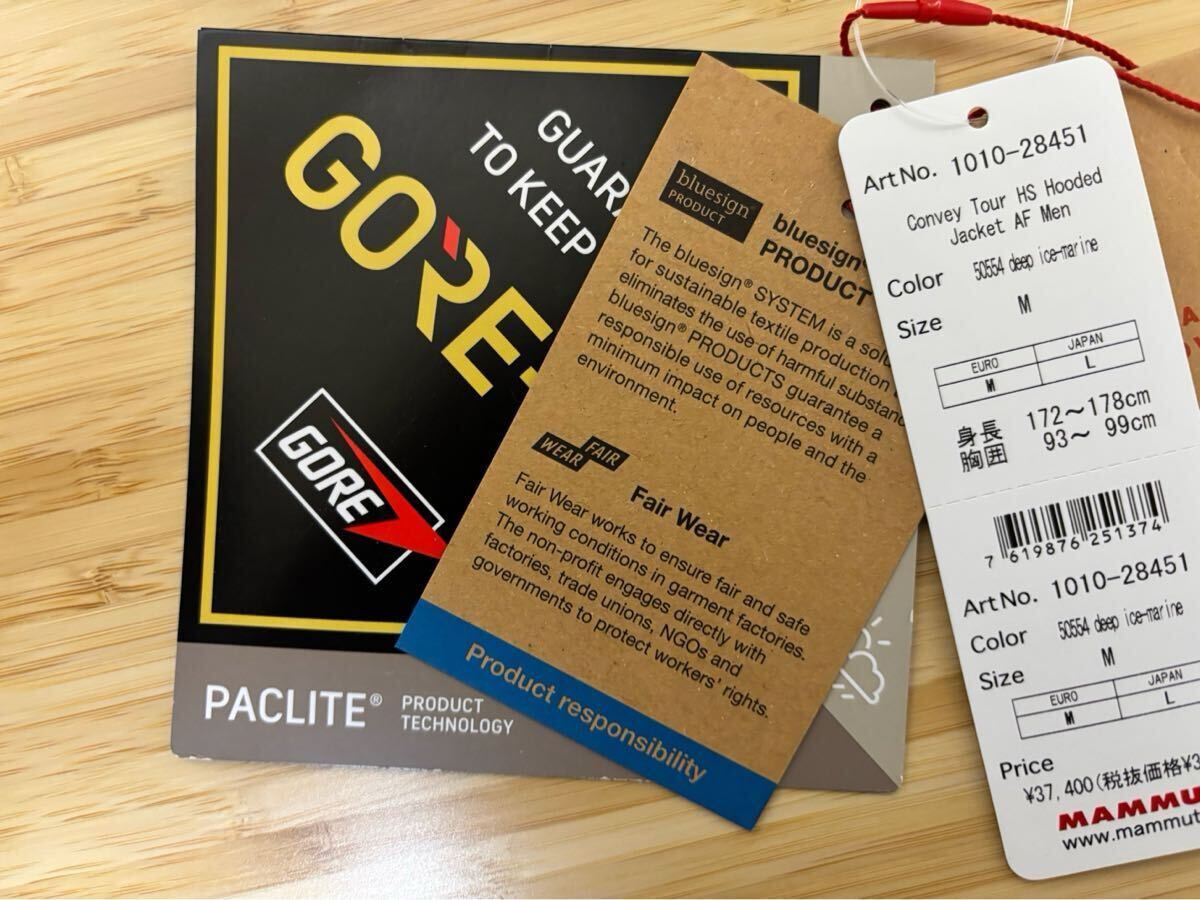 GUAR
TO KEEP
GORE-
GORE
PACLITE® PRODUCT
TECHNOLOGY
bluesign®
PRODUCT
bluesign®
PRODUCT
The bluesign® SYSTEM is a solu
for sustainable textile production
eliminates the use of harmful substanc
bluesign® PRODUCTS guarantee a
responsible use of resources with a
minimum impact on people and the
environment.
FAIR
WEAR
Fair Wear
Fair Wear works to ensure fair and safe
working conditions in garment factories.
The non-profit engages directly with
factories, trade unions, NGOs and
governments to protect workers' rights.
Product responsibility
ArtNo. 1010-28451
Convey Tour HS Hooded
Jacket AF Men
Color 50554 deep ice-marine
Size M
EURO JAPAN
M L
身長 172~178cm
胸囲 93~ 99cm
7 619876 251374
ArtNo. 1010-28451
Color 50554 deep ice-marine
Size M
EURO JAPAN
M L
Price
¥37,400(税抜価格¥3
MAMMU
www.mammut